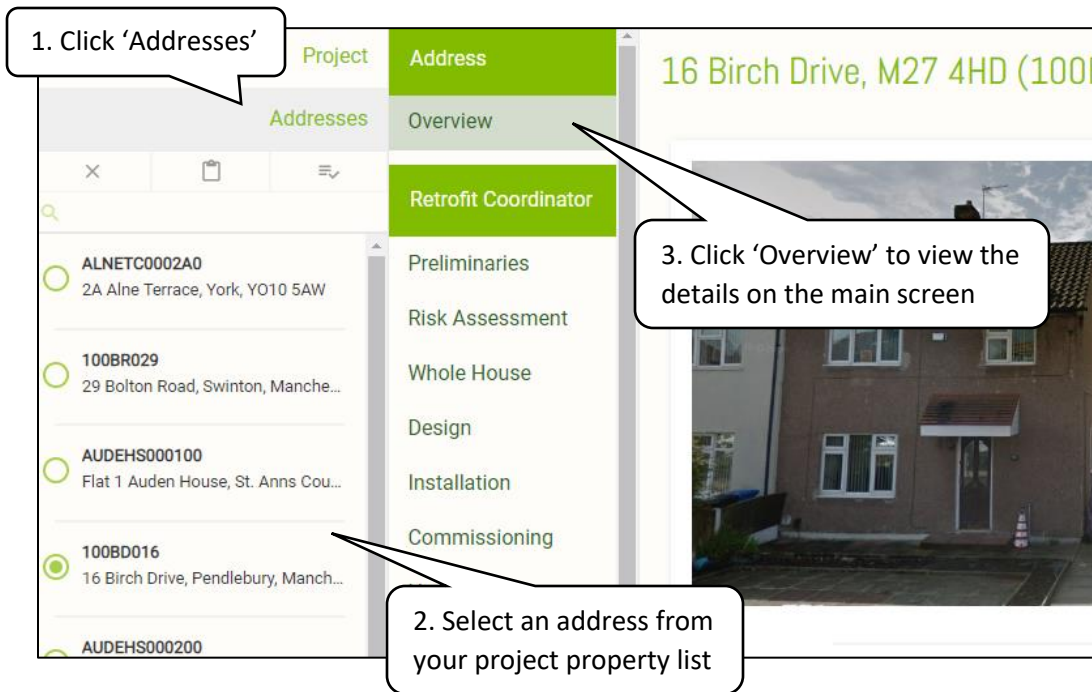 1. Click ‘Addresses’
Project
Addresses
ALNETC0002A0
2A Alne Terrace, York, YO10 5AW
100BR029
29 Bolton Road, Swinton, Manche...
AUDEHS000100
Flat 1 Auden House, St. Anns Cou...
100BD016
16 Birch Drive, Pendlebury, Manch...
AUDEHS000200
Address
Overview
Retrofit Coordinator
Preliminaries
Risk Assessment
Whole House
Design
Installation
Commissioning
2. Select an address from
your project property list
16 Birch Drive, M27 4HD (100
3. Click ‘Overview’ to view the
details on the main screen